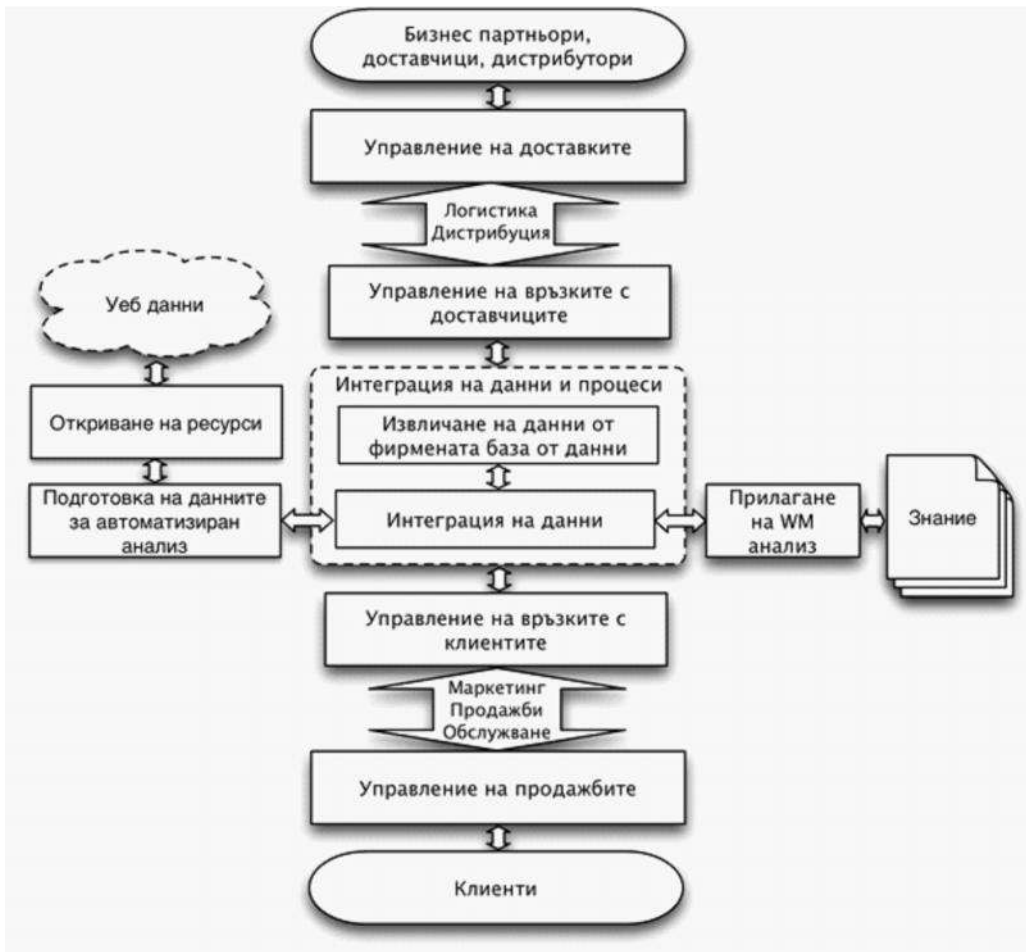 Бизнес партньори,
доставчици, дистрибутори
Управление на доставките
Логистика
Дистрибуция
Управление на връзките с
доставчиците
Уеб данни
Откриване на ресурси
Подготовка на данните
за автоматизиран
анализ
Интеграция на данни и процеси
Извличане на данни от
фирмената база от данни
Интеграция на данни
Прилагане
на WM
анализ
Знание
Управление на връзките с
клиентите
Маркетинг
Продажби
Обслужване
Управление на продажбите
Клиенти